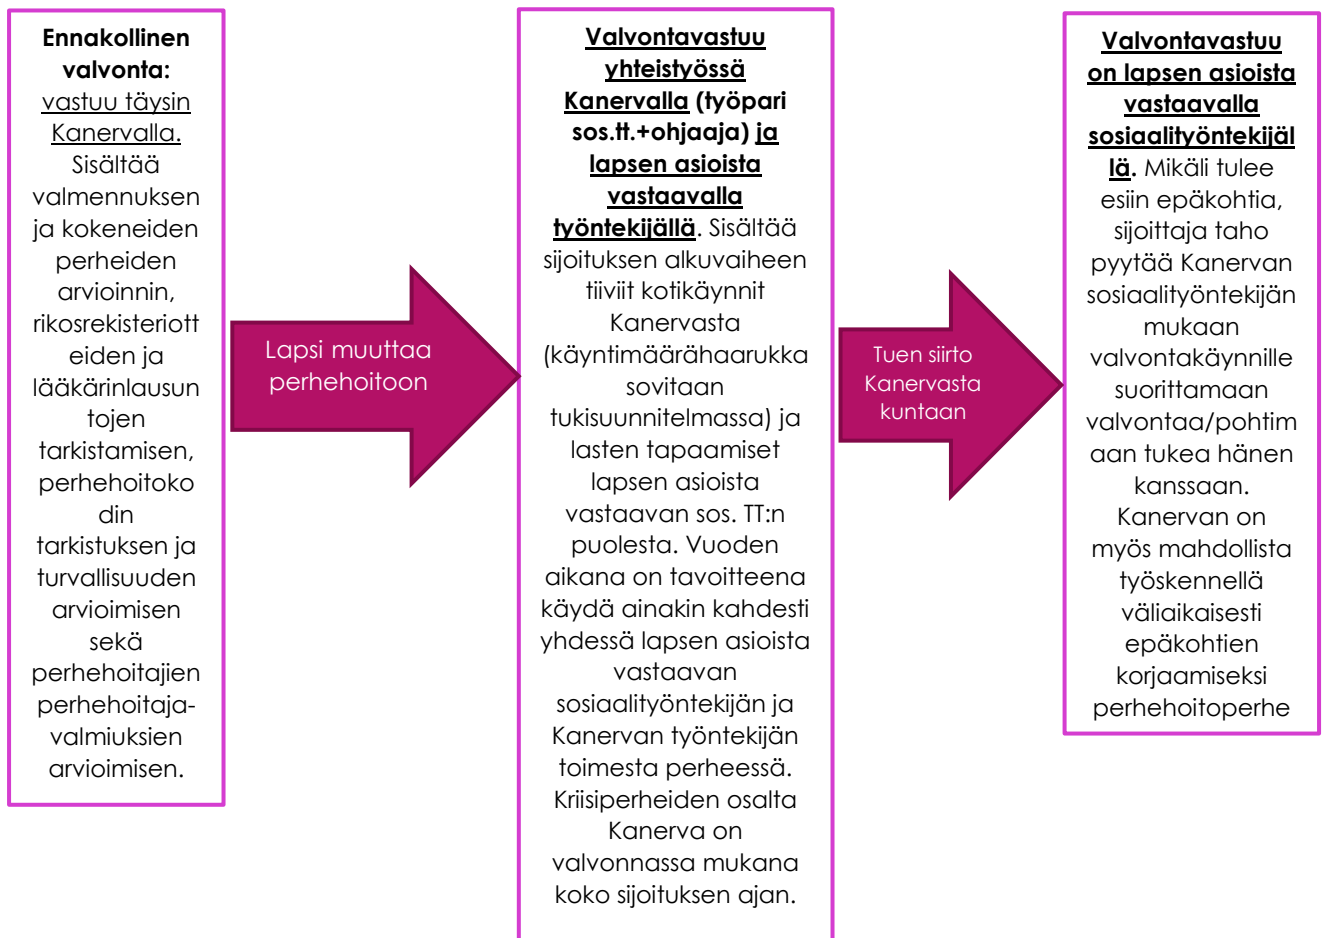 Ennakollinen
valvonta:
vastuu täysin
Kanervalla.
Sisältää
valmennuksen
ja kokeneiden
perheiden
arvioinnin,
rikosrekisteriott
eiden ja
lääkärinlausun
tojen
tarkistamisen,
perhehoitoko
din
tarkistuksen ja
turvallisuuden
arvioimisen
sekä
perhehoitajien
perhehoitaja-
valmiuksien
arvioimisen.
Lapsi muuttaa
perhehoitoon
Valvontavastuu
yhteistyössä
Kanervalla (työpari
sos.tt.+ohjaaja) ja
lapsen asioista
vastaavalla
työntekijällä. Sisältää
sijoituksen alkuvaiheen
tiiviit kotikäynnit
Kanervasta
(käyntimäärähaarukka
sovitaan
tukisuunnitelmassa) ja
lasten tapaamiset
lapsen asioista
vastaavan sos. TT:n
puolesta. Vuoden
aikana on tavoitteena
käydä ainakin kahdesti
yhdessä lapsen asioista
vastaavan
sosiaalityöntekijän ja
Kanervan työntekijän
toimesta perheessä.
Kriisiperheiden osalta
Kanerva on
valvonnassa mukana
koko sijoituksen ajan.
Tuen siirto
Kanervasta
kuntaan
Valvontavastuu
on lapsen asioista
vastaavalla
sosiaalityöntekijäl
lä. Mikäli tulee
esiin epäkohtia,
sijoittaja taho
pyytää Kanervan
sosiaalityöntekijän
mukaan
valvontakäynnille
suorittamaan
valvontaa/pohtim
aan tukea hänen
kanssaan.
Kanervan on
myös mahdollista
työskennellä
väliaikaisesti
epäkohtien
korjaamiseksi
perhehoitoperhe